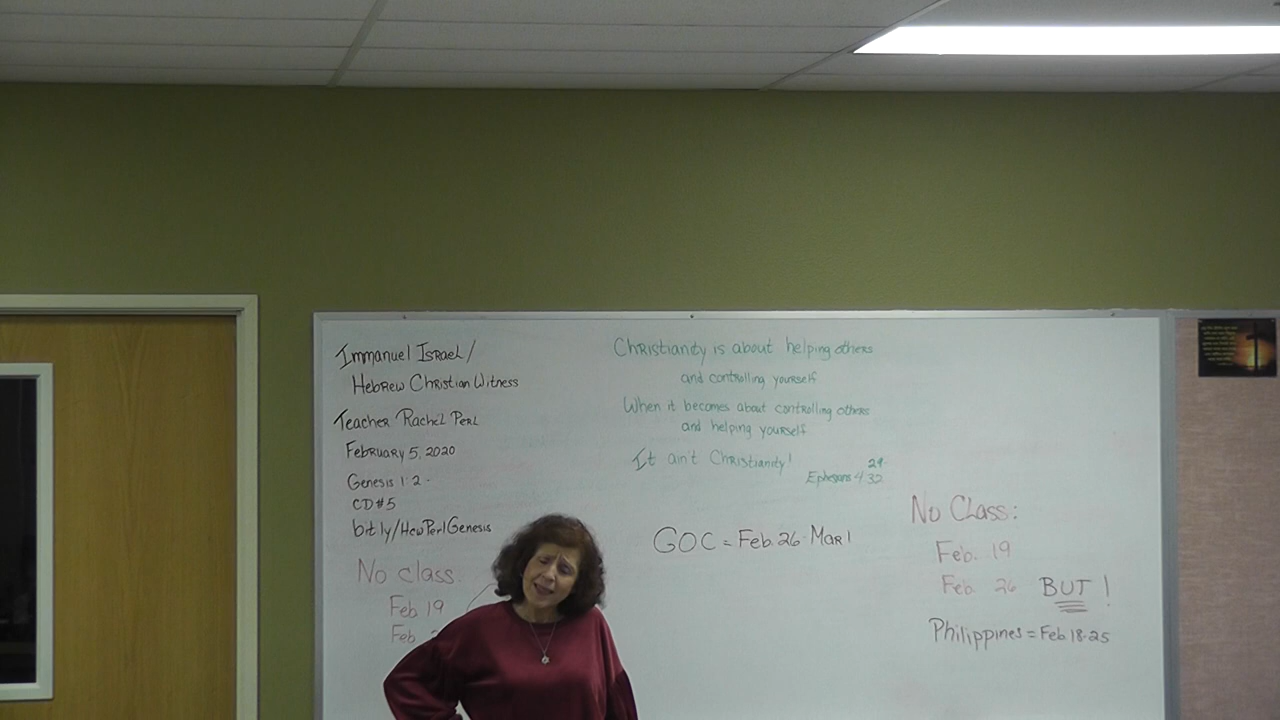 Immanuel Israel/
Hebrew Christian Witness
Teacher Rachel Perl
February 5, 2020
Genesis 1:2-
CD#5
bit.ly/HcwPerlGenesis
No class:
Feb 19
Feb
Christianity is about helping others
and controlling yourself
When it becomes about controlling others
and helping yourself
It ain't Christianity!
Ephesians 4 32
29-
GOC = Feb. 26-Mar 1
No Class:
Feb. 19
Feb. 26 BUT!
Philippines = Feb 18-25